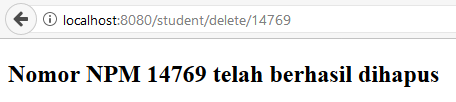 localhost:8080/student/delete/14769
Nomor NPM 14769 telah berhasil dihapus